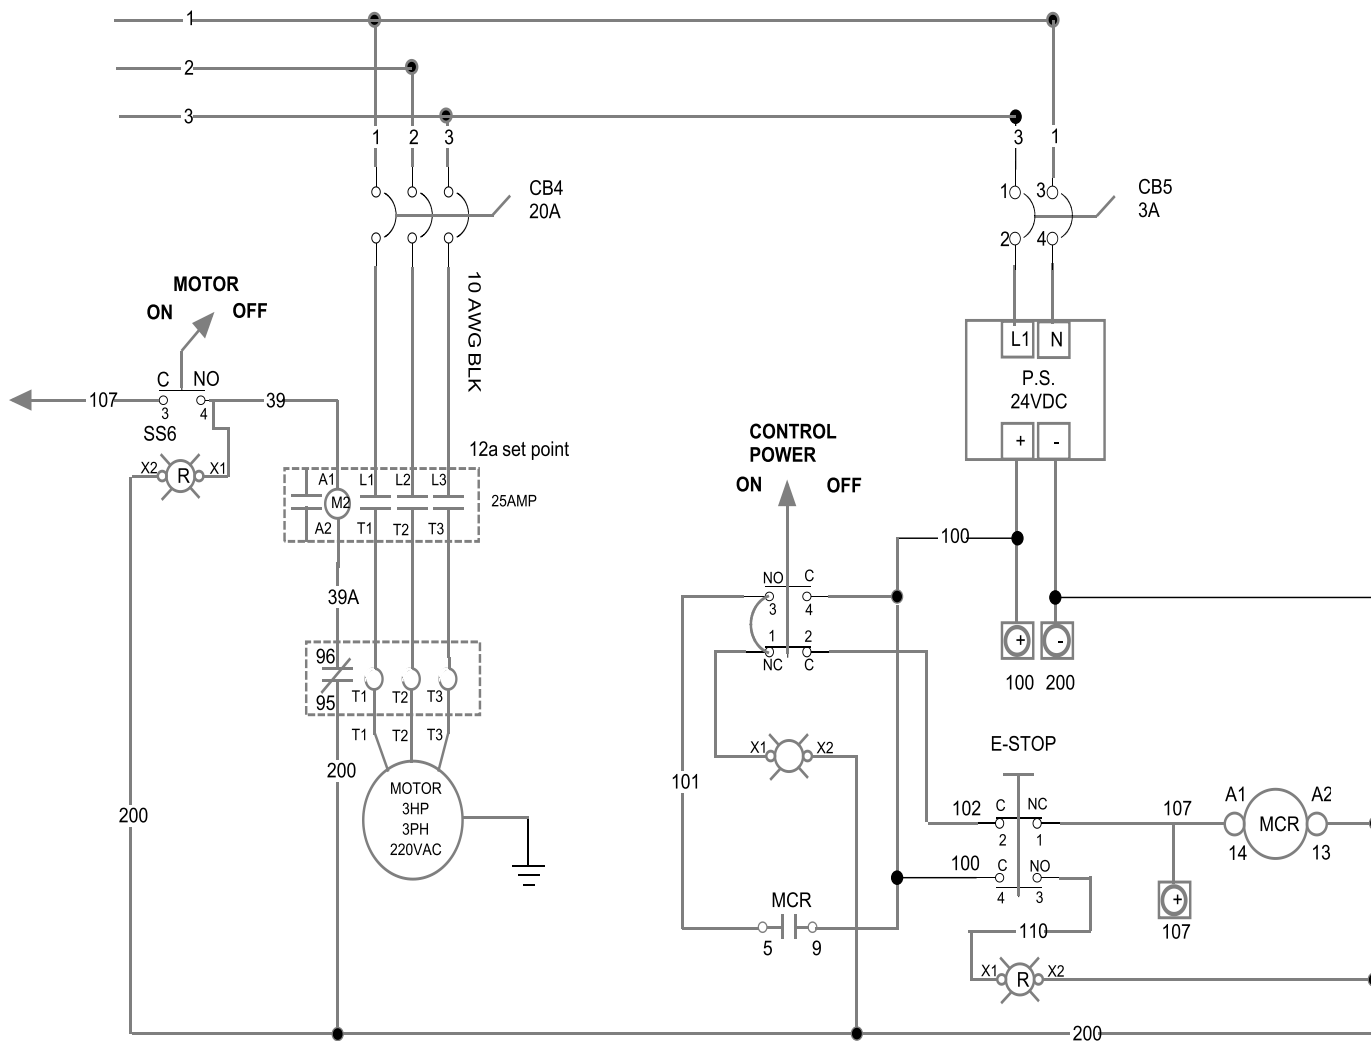 1
2
3
1 2 3
3 1
CB4
20A
1 3
CB5
3A
2 4
MOTOR
ON OFF
10 AWG BLK
L1 N
P.S.
24VDC
+ -
C NO
107 39
3 4
SS6
X2 R X1
12a set point
25AMP
A1 L1 L2 L3
M2
A2 T1 T2 T3
CONTROL
POWER
ON OFF
100
NO C
3 4
1 2
NC C
39A
96
95
T1 T2 T3
T1 T2 T3
+ -
100 200
200
MOTOR
3HP
3PH
220VAC
200
101
X1 X2
E-STOP
102 C NC 107
2 1
A1 A2
MCR
14 13
100 C NO
4 3
+
107
MCR
5 9
110
X1 R X2
200